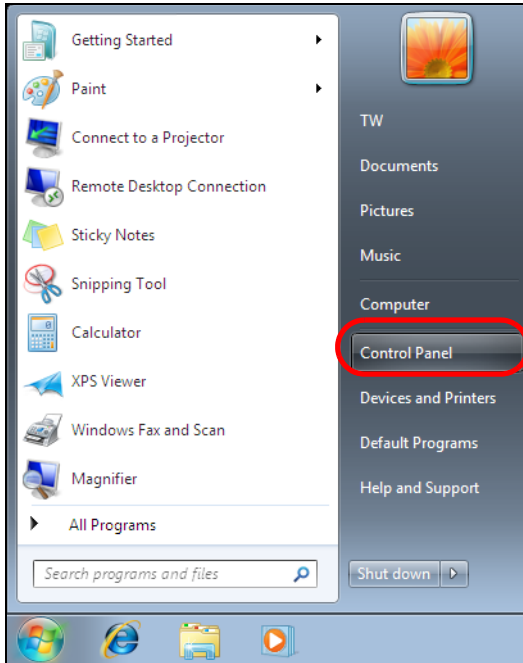 Getting Started
Paint
Connect to a Projector
Remote Desktop Connection
Sticky Notes
Snipping Tool
Calculator
XPS Viewer
Windows Fax and Scan
Magnifier
All Programs
Search programs and files
TW
Documents
Pictures
Music
Computer
Control Panel
Devices and Printers
Default Programs
Help and Support
Shut down